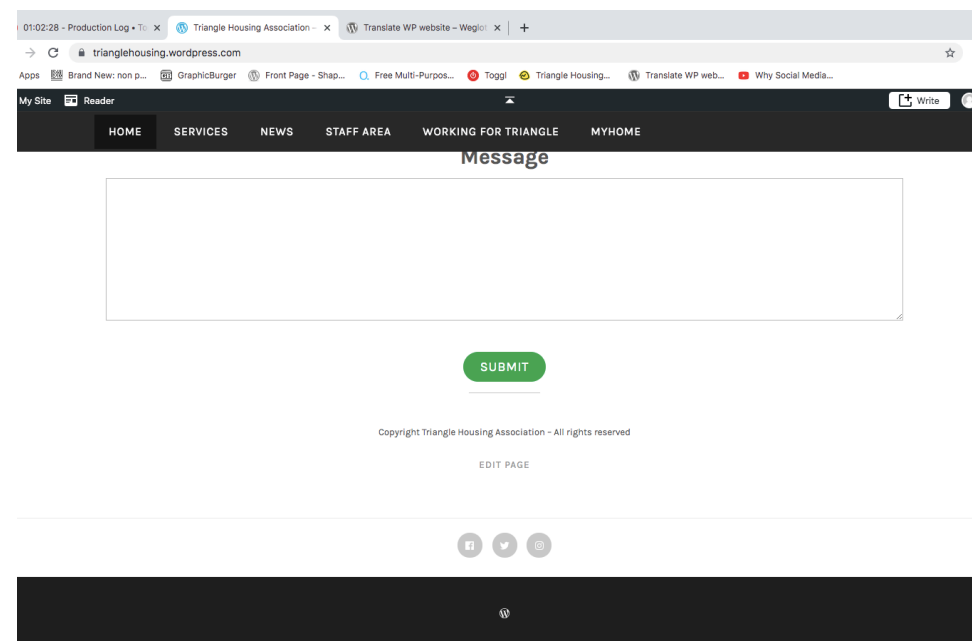 01:02:28 - Production Log • To
Triangle Housing Association –
Translate WP website – Weglot
trianglehousing.wordpress.com
Apps Brand New: non p... GraphicBurger Front Page - Shap... Free Multi-Purpos... Toggl Triangle Housing... Translate WP web... Why Social Media...
My Site Reader Write
HOME SERVICES NEWS STAFF AREA WORKING FOR TRIANGLE MYHOME
Message
SUBMIT
Copyright Triangle Housing Association – All rights reserved
EDIT PAGE